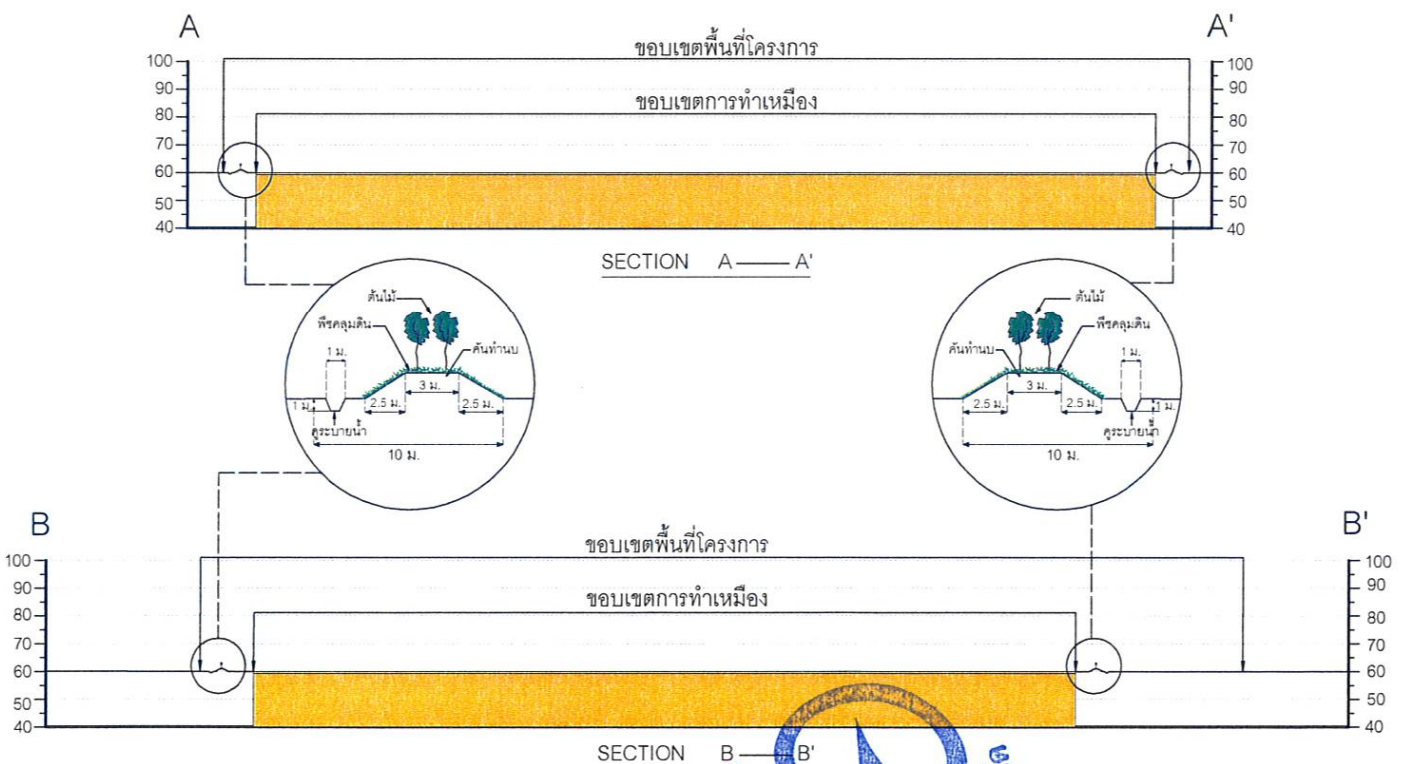 A A'
ขอบเขตพื้นที่โครงการ
100 100
90 90
ขอบเขตการทำเหมือง
80 80
70 70
60 60
50 50
40 40
SECTION A A'
ต้นไม้ ต้นไม้
พืชคลุมดิน พืชคลุมดิน
1 ม. คันทำนบ คันทำนบ 1 ม.
3 ม. 3 ม.
1 ม. 2.5 ม. 2.5 ม. 2.5 ม. 2.5 ม. 1 ม.
คูระบายน้ำ คูระบายน้ำ
10 ม. 10 ม.
B B'
ขอบเขตพื้นที่โครงการ
100 100
90 90
ขอบเขตการทำเหมือง
80 80
70 70
60 60
50 50
40 40
SECTION B B'